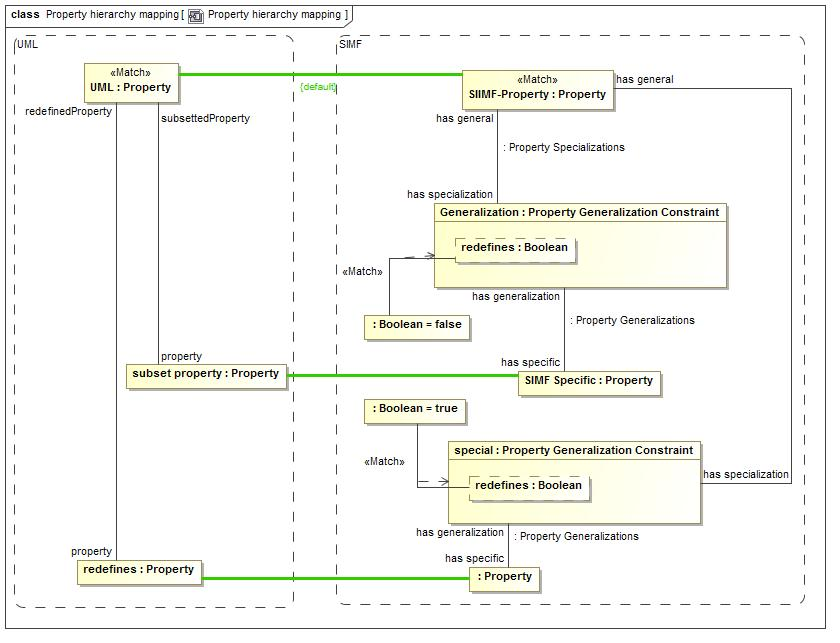 class Property hierarchy mapping [ Property hierarchy mapping ]
UML
SIMF
«Match»
UML : Property
{default}
«Match»
SIIMF-Property : Property
has general
redefinedProperty
subsettedProperty
has general
: Property Specializations
has specialization
Generalization : Property Generalization Constraint
redefines : Boolean
«Match»
has generalization
: Boolean = false
: Property Generalizations
property
has specific
subset property : Property
SIMF Specific : Property
: Boolean = true
special : Property Generalization Constraint
«Match»
redefines : Boolean
has specialization
has generalization
: Property Generalizations
property
has specific
redefines : Property
: Property